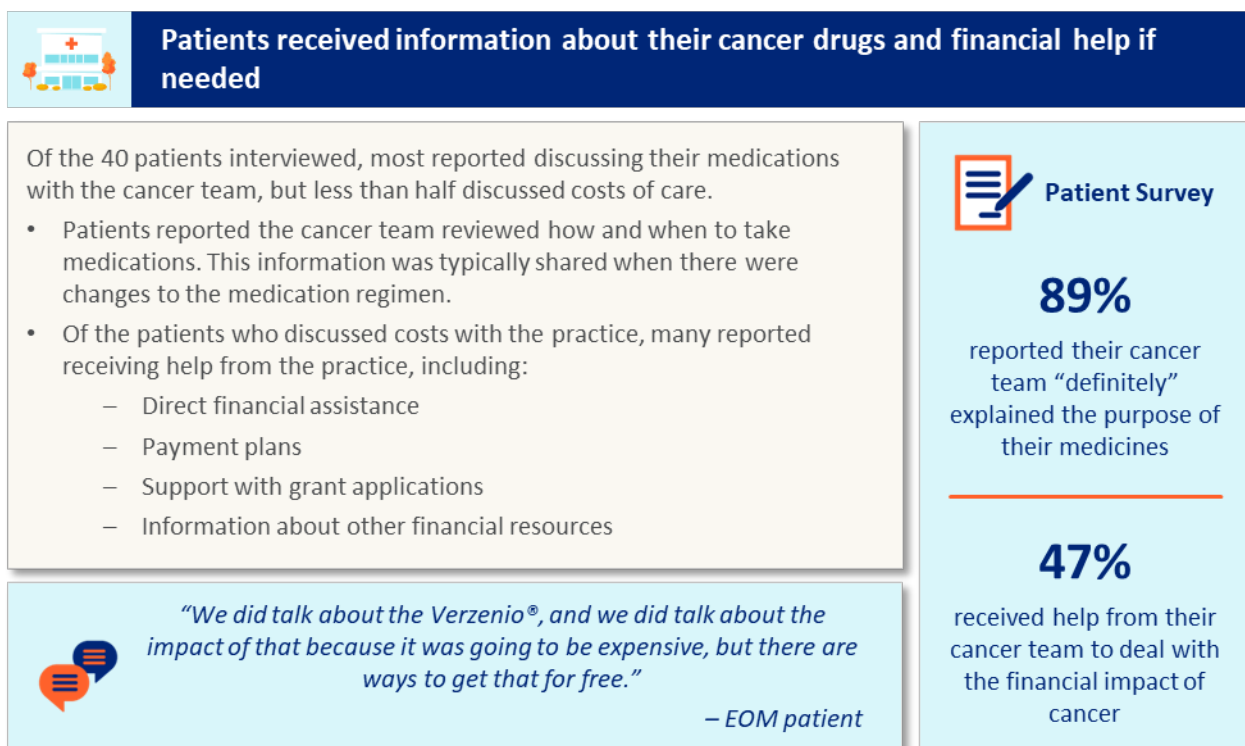 Patients received information about their cancer drugs and financial help if
needed
Of the 40 patients interviewed, most reported discussing their medications
with the cancer team, but less than half discussed costs of care.
• Patients reported the cancer team reviewed how and when to take
medications. This information was typically shared when there were
changes to the medication regimen.
• Of the patients who discussed costs with the practice, many reported
receiving help from the practice, including:
– Direct financial assistance
– Payment plans
– Support with grant applications
– Information about other financial resources
“We did talk about the Verzenio®, and we did talk about the
impact of that because it was going to be expensive, but there are
ways to get that for free.”
– EOM patient
Patient Survey
89%
reported their cancer
team “definitely”
explained the purpose of
their medicines
47%
received help from their
cancer team to deal with
the financial impact of
cancer